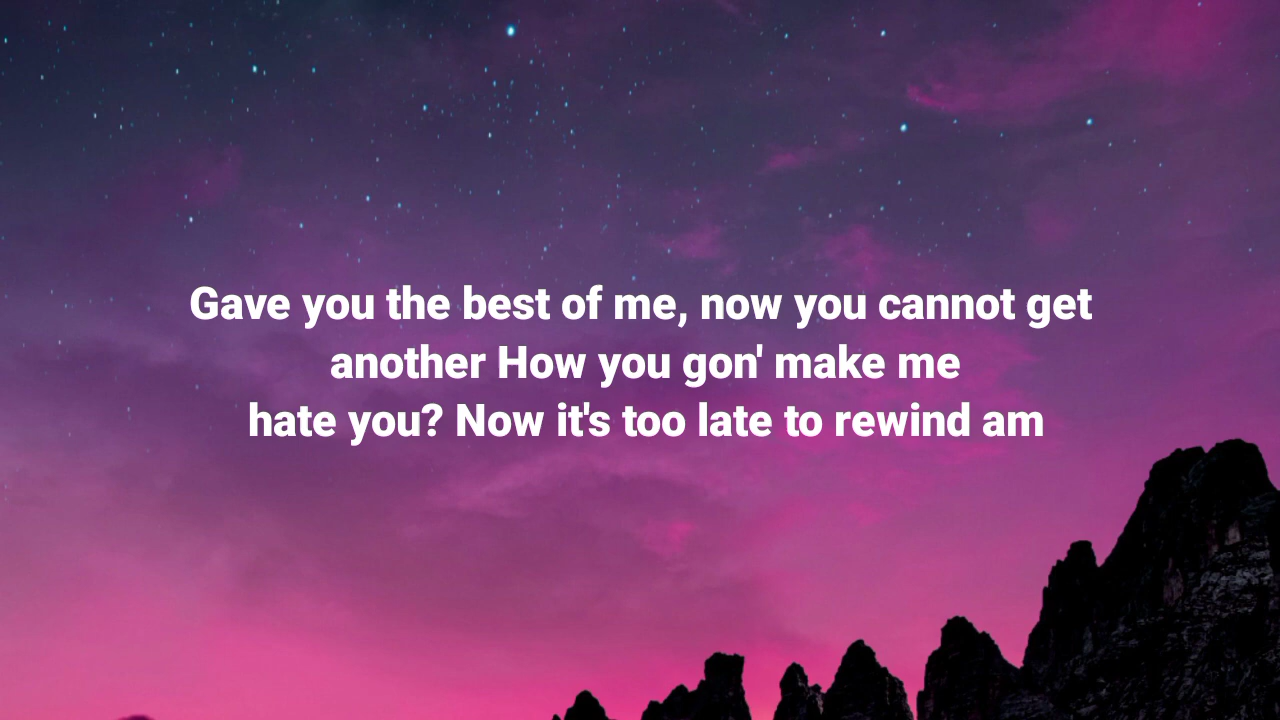 Gave you the best of me, now you cannot get
another How you gon' make me
hate you? Now it's too late to rewind am